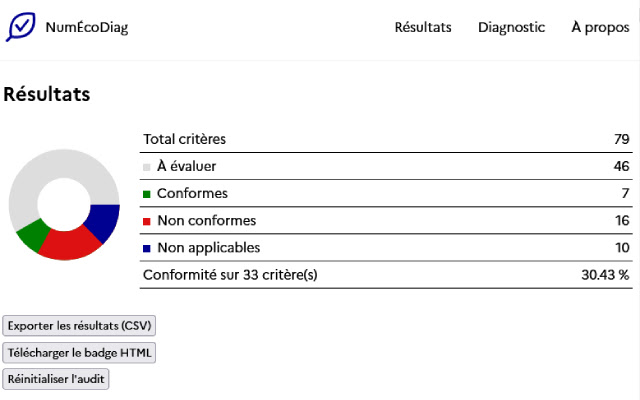 NumÉcoDiag
Résultats Diagnostic À propos
Résultats
Total critères 79
À évaluer 46
Conformes 7
Non conformes 16
Non applicables 10
Conformité sur 33 critère(s) 30.43 %
Exporter les résultats (CSV)
Télécharger le badge HTML
Réinitialiser l'audit